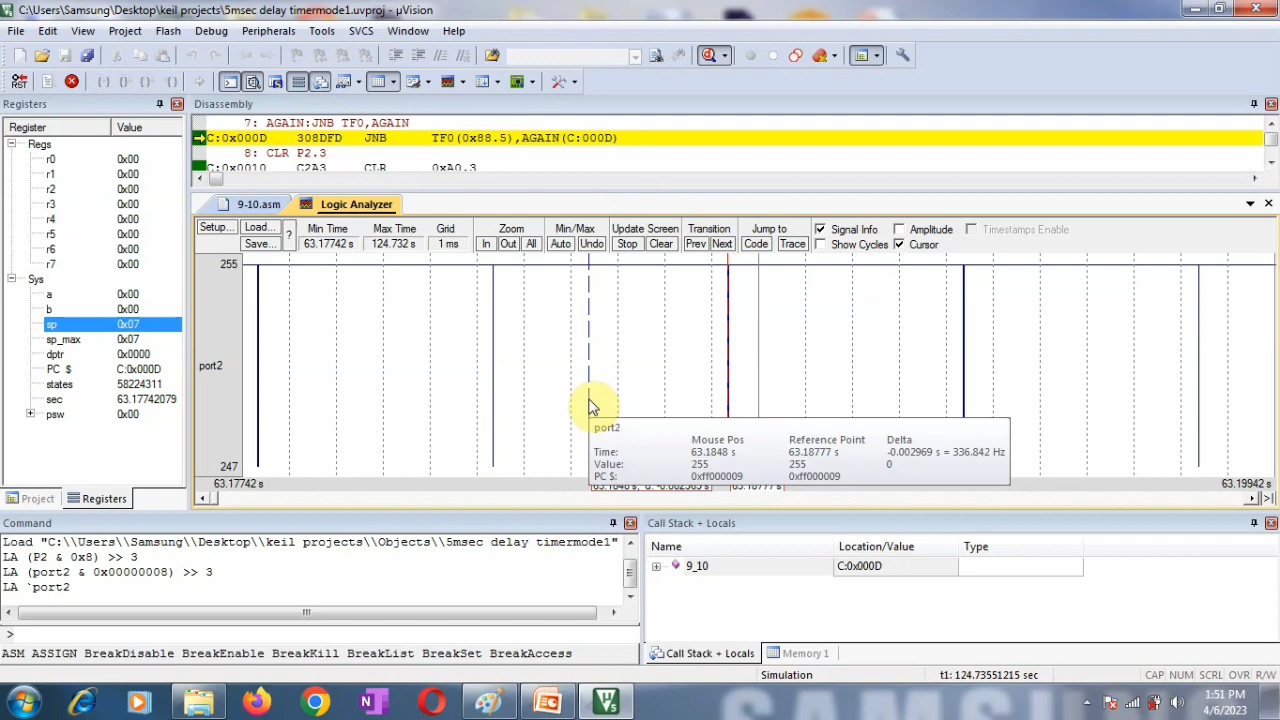 C:\Users\Samsung\Desktop\keil projects\5msec delay timermode1.uvproj - µVision
File Edit View Project Flash Debug Peripherals Tools SVCS Window Help
Registers
Register Value
Regs
r0 0x00
r1 0x00
r2 0x00
r3 0x00
r4 0x00
r5 0x00
r6 0x00
r7 0x00
Sys
a 0x00
b 0x00
sp 0x07
sp_max 0x07
dptr 0x0000
PC $ C:0x000D
states 58224311
sec 63.17742079
psw 0x00
Project Registers
Disassembly
7: AGAIN:JNB TF0,AGAIN
C:0x000D 308DFD JNB TF0(0x88.5),AGAIN(C:000D)
8: CLR P2.3
C:0x0010 C2A3 CLR 0xA0.3
9-10.asm Logic Analyzer
Setup... Load... ? Min Time Max Time Grid Zoom Min/Max Update Screen Transition Jump to Signal Info Amplitude Timestamps Enable
Save... 63.17742 s 124.732 s 1 ms In Out All Auto Undo Stop Clear Prev Next Code Trace Show Cycles Cursor
255
port2
247
port2
Mouse Pos Reference Point Delta
Time: 63.1848 s 63.18777 s -0.002969 s = 336.842 Hz
Value: 255 255 0
PC $: 0xff000009 0xff000009
63.17742 s 63.1848 s, d: -0.002969 s 63.18777 s 63.19942 s
Command
Load "C:\\Users\\Samsung\\Desktop\\keil projects\\Objects\\5msec delay timermode1"
LA (P2 & 0x8) >> 3
LA (port2 & 0x00000008) >> 3
LA `port2
>
ASM ASSIGN BreakDisable BreakEnable BreakKill BreakList BreakSet BreakAccess
Call Stack + Locals
Name Location/Value Type
9_10 C:0x000D
Call Stack + Locals Memory 1
Simulation t1: 124.73551215 sec CAP NUM SCRL OVR R/W
1:51 PM
4/6/2023